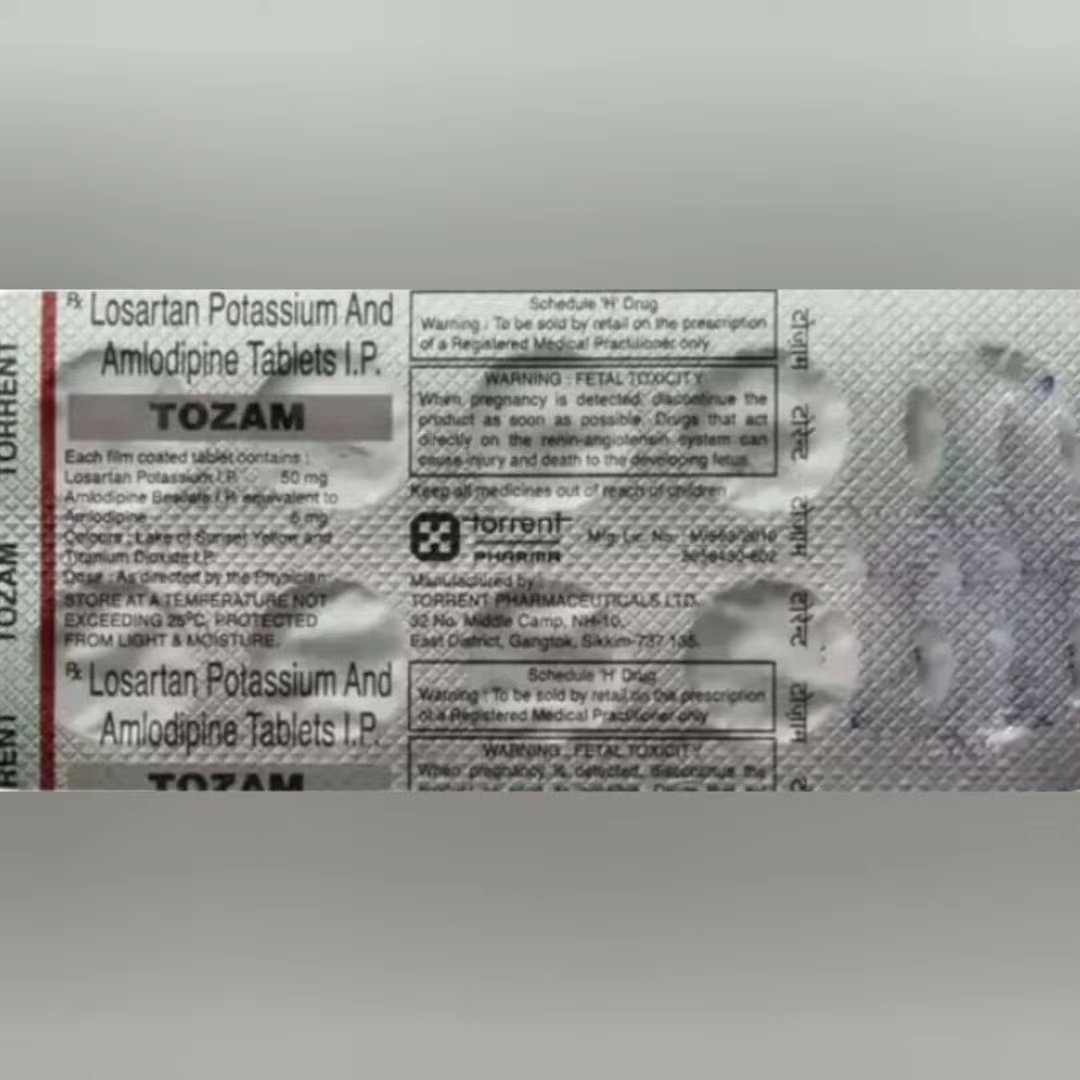 TORRENT
TOZAM
RENT
Rx Losartan Potassium And
Amlodipine Tablets I.P.
TOZAM
Each film coated tablet contains :
Losartan Potassium I.P. 50 mg
Amlodipine Besilate I.P. equivalent to
Amlodipine
mg
Colours : Lake of Sunset Yellow and
Titanium Dioxide I.P.
Dose : As directed by the Physician
STORE AT A TEMPERATURE NOT
EXCEEDING 25°C, PROTECTED
FROM LIGHT & MOISTURE.
Rx Losartan Potassium And
Amlodipine Tablets I.P.
TOZAM
Schedule 'H' Drug
Warning : To be sold by retail on the prescription
of a Registered Medical Practitioner only
WARNING : FETAL TOXICITY
When pregnancy is detected, discontinue the
product as soon as possible. Drugs that act
directly on the renin-angiotensin system can
cause injury and death to the developing fetus.
Keep all medicines out of reach of children
torrent
PHARMA
Mfg. Lic. No.
Manufactured by :
TORRENT PHARMACEUTICALS LTD.
32 No. Middle Camp, NH-10,
East District, Gangtok, Sikkim-737 135.
Schedule 'H' Drug
Warning : To be sold by retail on the prescription
of a Registered Medical Practitioner only
WARNING : FETAL TOXICITY
When pregnancy is detected, discontinue the